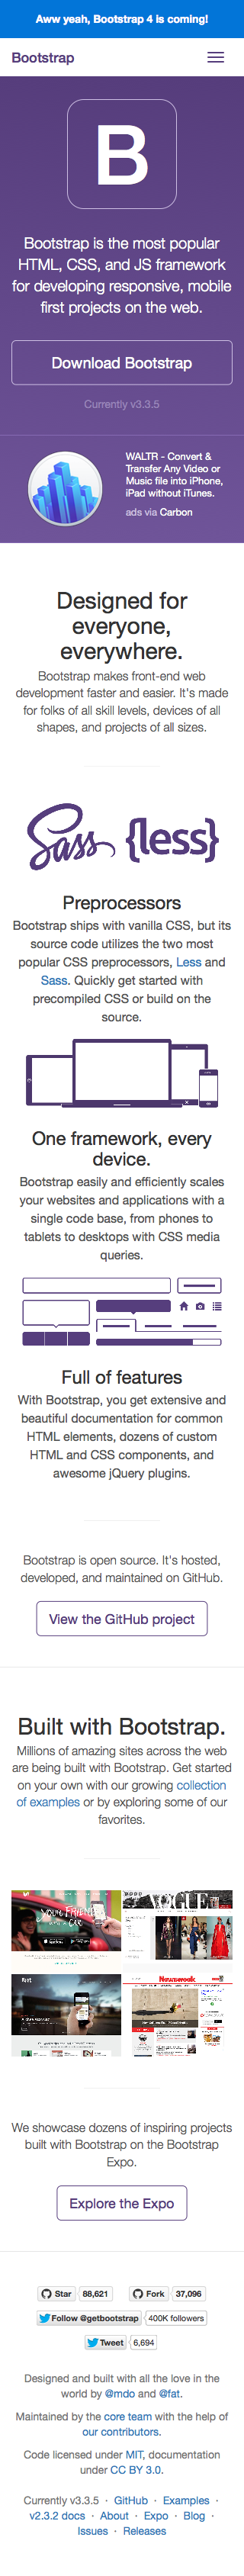 Aww yeah, Bootstrap 4 is coming!
Bootstrap
B
Bootstrap is the most popular
HTML, CSS, and JS framework
for developing responsive, mobile
first projects on the web.
Download Bootstrap
Currently v3.3.5
WALTR - Convert &
Transfer Any Video or
Music file into iPhone,
iPad without iTunes.
ads via Carbon
Designed for
everyone,
everywhere.
Bootstrap makes front-end web
development faster and easier. It's made
for folks of all skill levels, devices of all
shapes, and projects of all sizes.
Sass {less}
Preprocessors
Bootstrap ships with vanilla CSS, but its
source code utilizes the two most
popular CSS preprocessors, Less and
Sass. Quickly get started with
precompiled CSS or build on the
source.
One framework, every
device.
Bootstrap easily and efficiently scales
your websites and applications with a
single code base, from phones to
tablets to desktops with CSS media
queries.
Full of features
With Bootstrap, you get extensive and
beautiful documentation for common
HTML elements, dozens of custom
HTML and CSS components, and
awesome jQuery plugins.
Bootstrap is open source. It's hosted,
developed, and maintained on GitHub.
View the GitHub project
Built with Bootstrap.
Millions of amazing sites across the web
are being built with Bootstrap. Get started
on your own with our growing collection
of examples or by exploring some of our
favorites.
YOUR FRIEND
CAR
VOGUE
Newsweek
We showcase dozens of inspiring projects
built with Bootstrap on the Bootstrap
Expo.
Explore the Expo
Star 88,621 Fork 37,096
Follow @getbootstrap 400K followers
Tweet 6,694
Designed and built with all the love in the
world by @mdo and @fat.
Maintained by the core team with the help of
our contributors.
Code licensed under MIT, documentation
under CC BY 3.0.
Currently v3.3.5 · GitHub · Examples ·
v2.3.2 docs · About · Expo · Blog ·
Issues · Releases